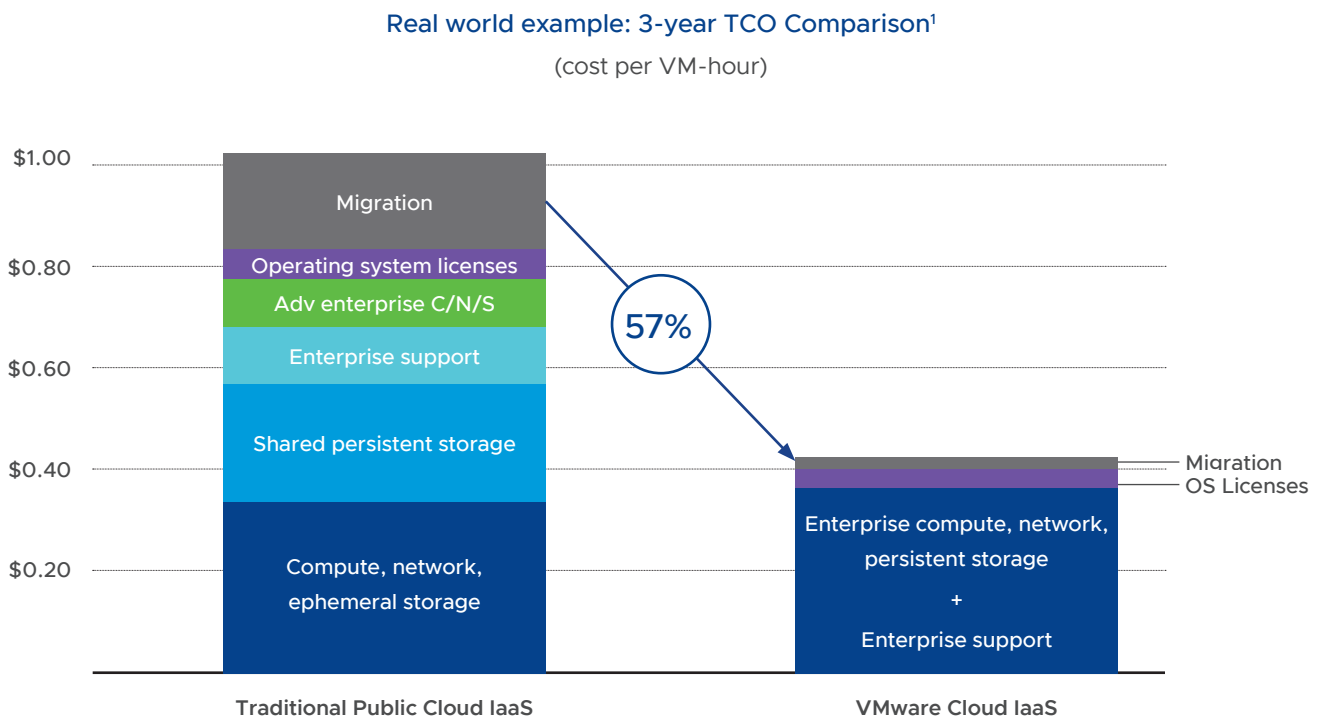 Real world example: 3-year TCO Comparison¹
(cost per VM-hour)
$1.00
$0.80
$0.60
$0.40
$0.20
Migration
Operating system licenses
Adv enterprise C/N/S
Enterprise support
Shared persistent storage
Compute, network,
ephemeral storage
57%
Migration
OS Licenses
Enterprise compute, network,
persistent storage
+
Enterprise support
Traditional Public Cloud IaaS
VMware Cloud IaaS